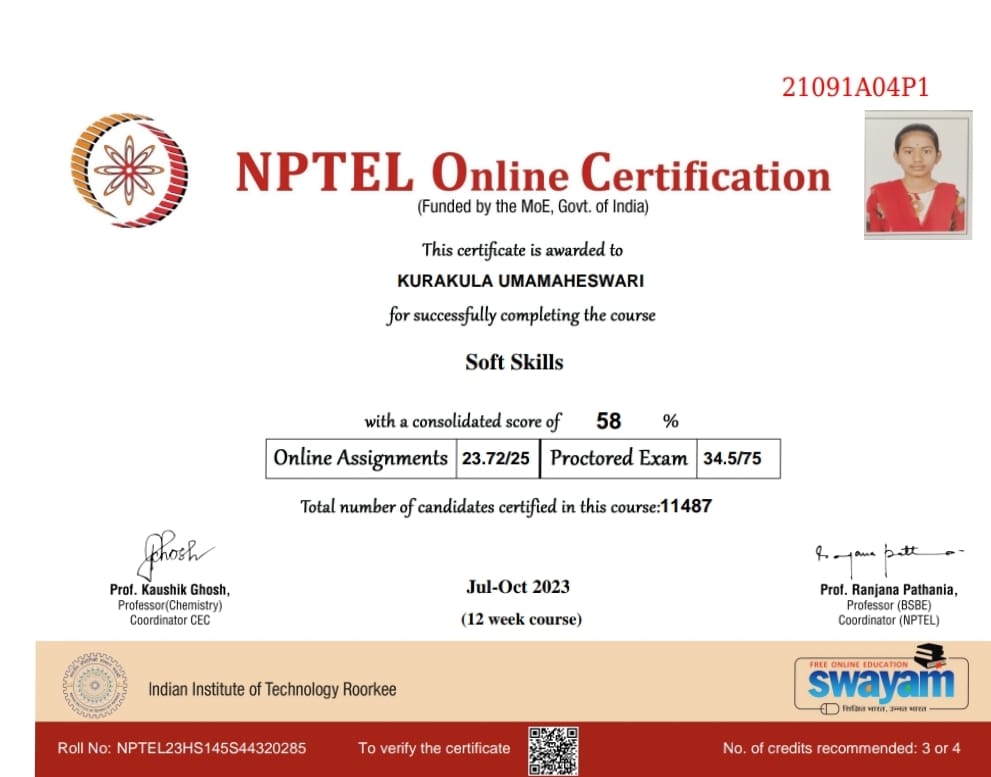 21091A04P1
NPTEL Online Certification
(Funded by the MoE, Govt. of India)
This certificate is awarded to
KURAKULA UMAMAHESWARI
for successfully completing the course
Soft Skills
with a consolidated score of 58 %
Online Assignments 23.72/25 Proctored Exam 34.5/75
Total number of candidates certified in this course:11487
Ghosh
Prof. Kaushik Ghosh,
Professor(Chemistry)
Coordinator CEC
Jul-Oct 2023
(12 week course)
Prof. Ranjana Pathania,
Professor (BSBE)
Coordinator (NPTEL)
Indian Institute of Technology Roorkee
FREE ONLINE EDUCATION
swayam
शिक्षित भारत, उन्नत भारत
Roll No: NPTEL23HS145S44320285
To verify the certificate
No. of credits recommended: 3 or 4